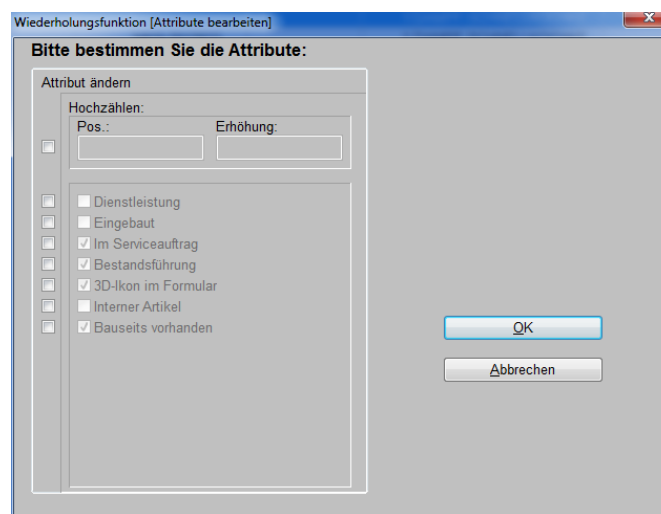 Wiederholungsfunktion [Attribute bearbeiten]
Bitte bestimmen Sie die Attribute:
Attribut ändern
Hochzählen:
Pos.: Erhöhung:
Dienstleistung
Eingebaut
Im Serviceauftrag
Bestandsführung
3D-Ikon im Formular
Interner Artikel
Bauseits vorhanden
OK
Abbrechen